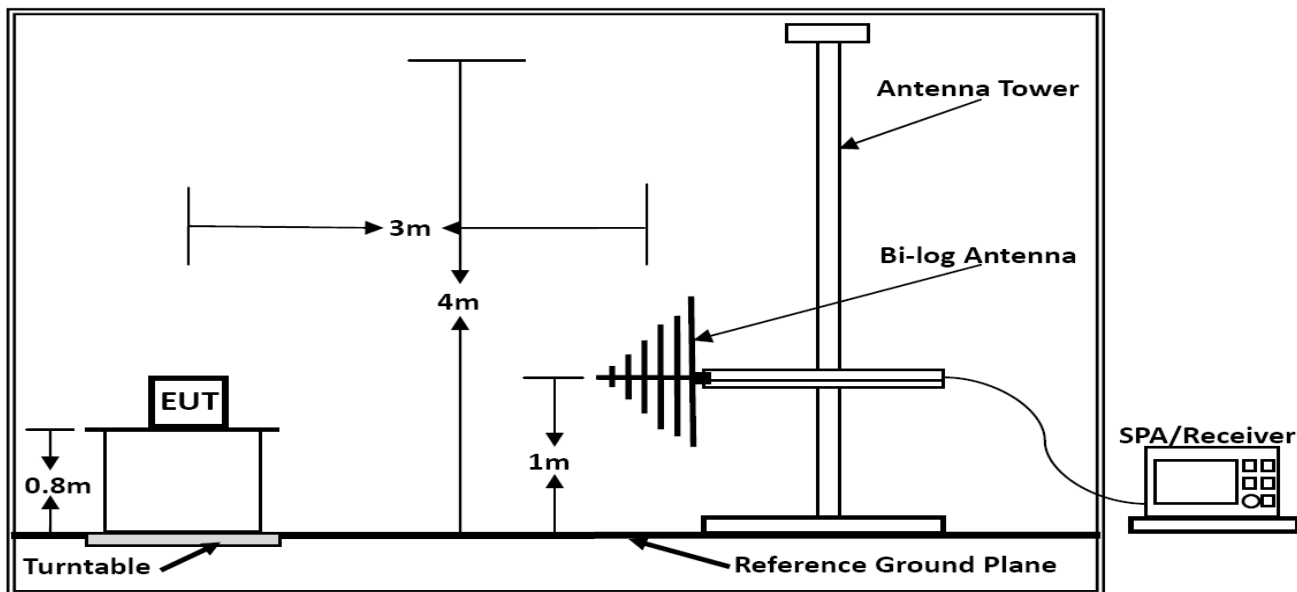 Antenna Tower
3m
Bi-log Antenna
4m
EUT
SPA/Receiver
1m
0.8m
Turntable
Reference Ground Plane